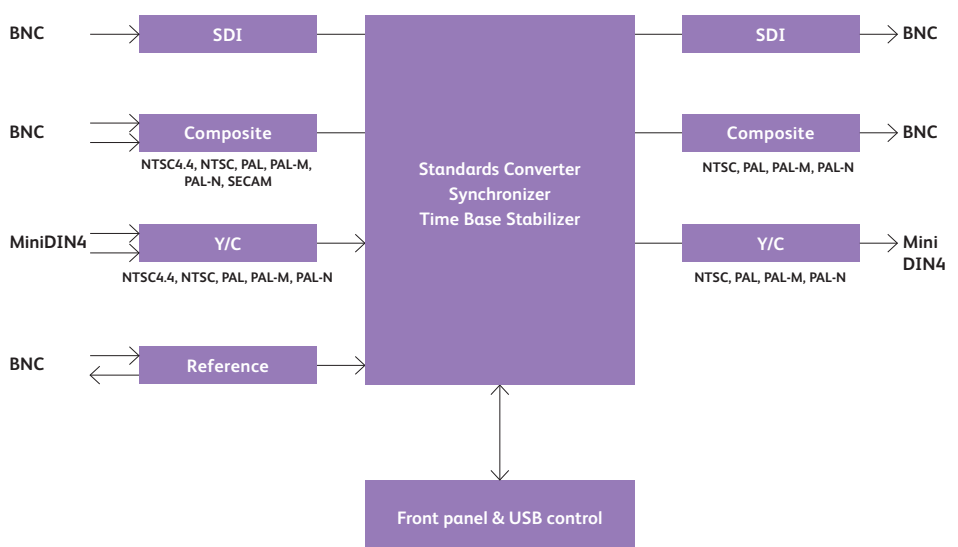 BNC
SDI
SDI
BNC
BNC
Composite
NTSC4.4, NTSC, PAL, PAL-M,
PAL-N, SECAM
Standards Converter
Synchronizer
Time Base Stabilizer
Composite
NTSC, PAL, PAL-M, PAL-N
BNC
MiniDIN4
Y/C
NTSC4.4, NTSC, PAL, PAL-M, PAL-N
Y/C
NTSC, PAL, PAL-M, PAL-N
Mini
DIN4
BNC
Reference
Front panel & USB control